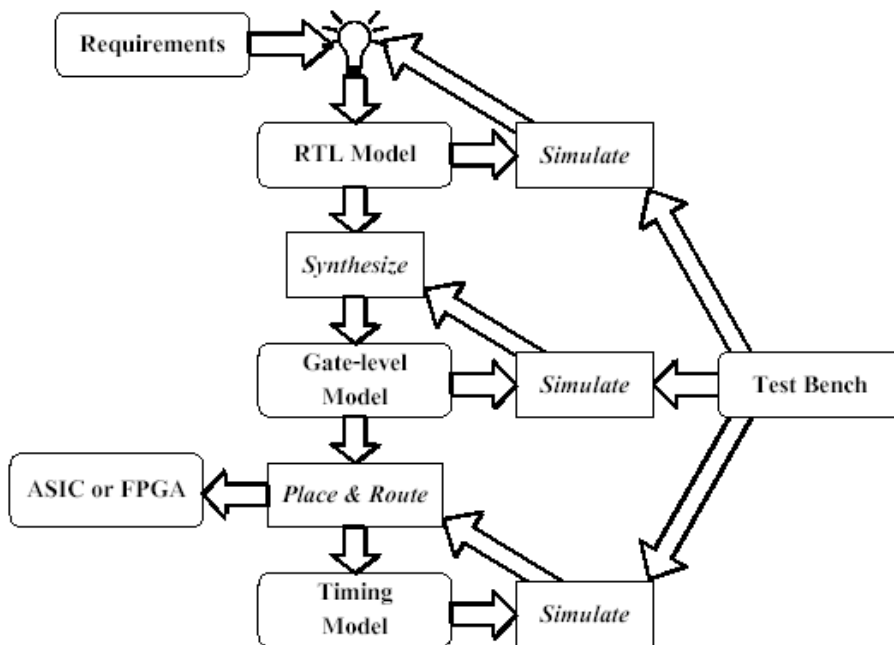 Requirements
RTL Model
Simulate
Synthesize
Gate-level
Model
Simulate
Test Bench
ASIC or FPGA
Place & Route
Timing
Model
Simulate